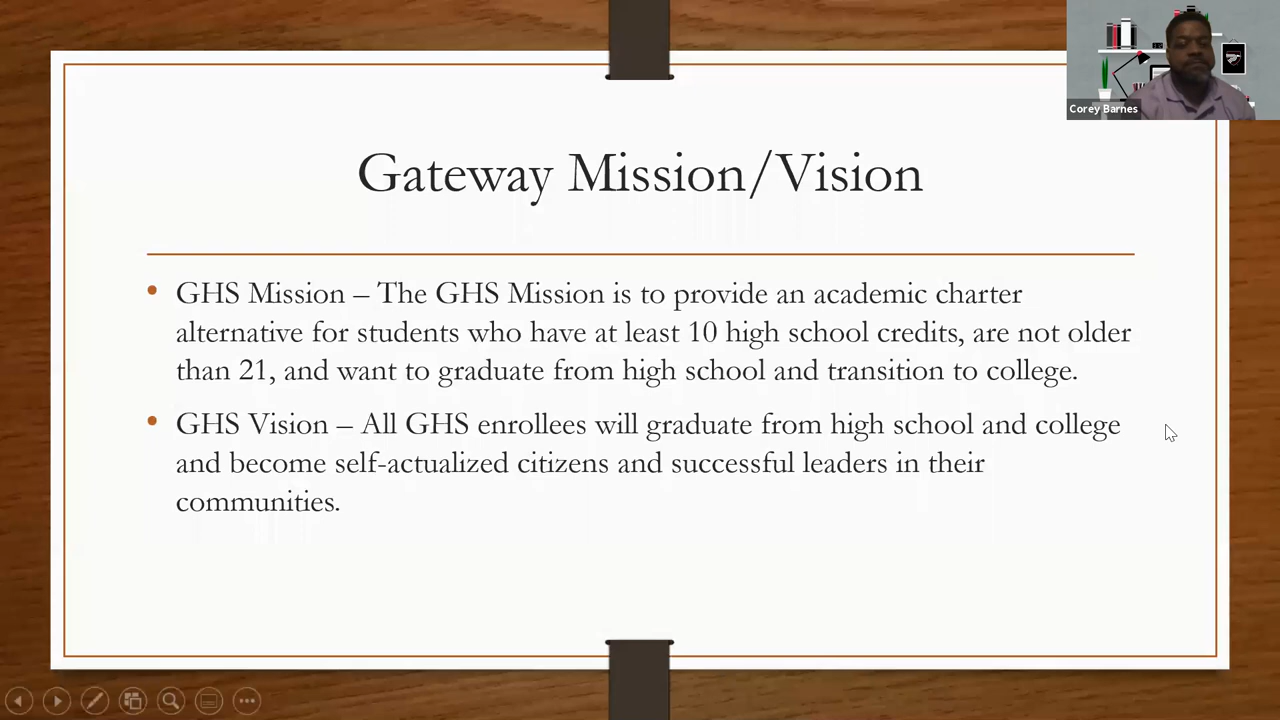 Corey Barnes
Gateway Mission/Vision
• GHS Mission – The GHS Mission is to provide an academic charter
alternative for students who have at least 10 high school credits, are not older
than 21, and want to graduate from high school and transition to college.
• GHS Vision – All GHS enrollees will graduate from high school and college
and become self-actualized citizens and successful leaders in their
communities.